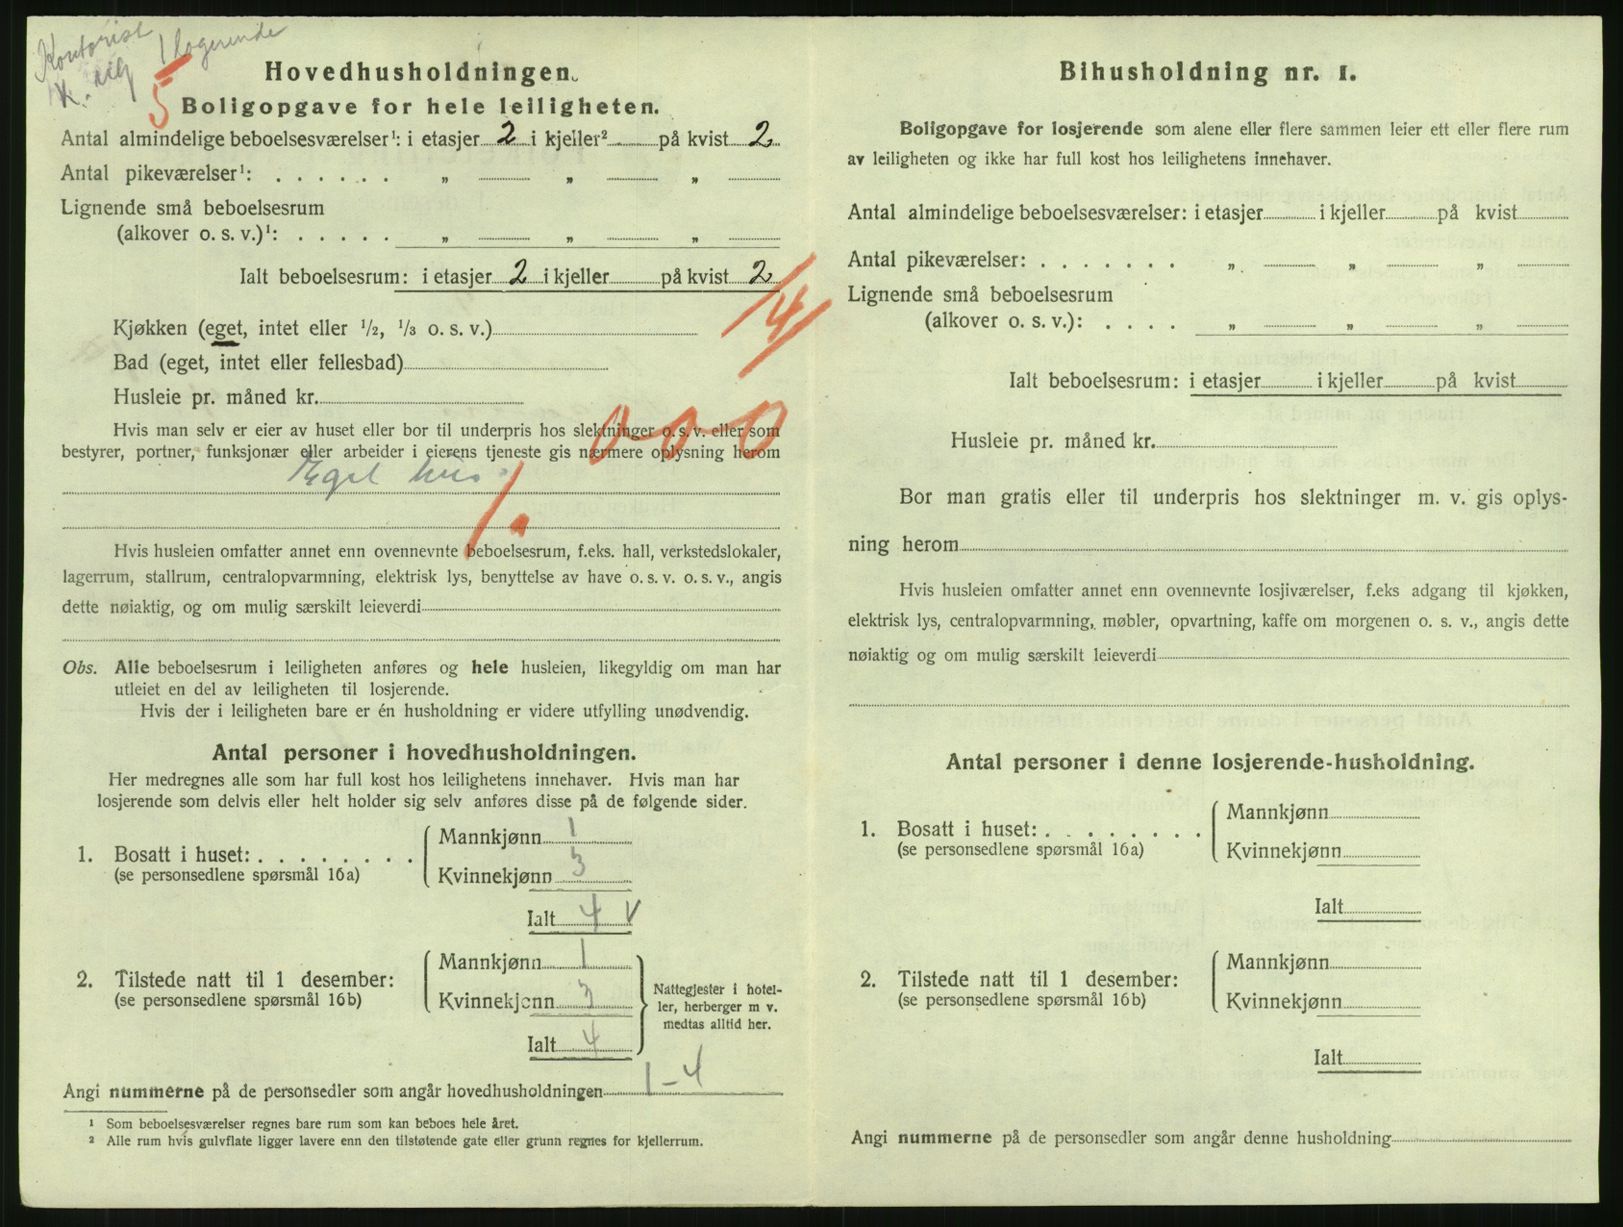 Kontorist 1 logerende
5
Hovedhusholdningen.
Boligopgave for hele leiligheten.
Antal almindelige beboelsesværelser¹: i etasjer 2 i kjeller² på kvist 2
Antal pikeværelser¹: . . . . . . „ „ „
Lignende små beboelsesrum
(alkover o. s. v.)¹: . . . . . „ „ „
Ialt beboelsesrum: i etasjer 2 i kjeller på kvist 2
4
Kjøkken (eget, intet eller ½, ⅓ o. s. v.)
Bad (eget, intet eller fellesbad)
Husleie pr. måned kr.
000
Hvis man selv er eier av huset eller bor til underpris hos slektninger o. s. v. eller som
bestyrer, portner, funksjonær eller arbeider i eierens tjeneste gis nærmere oplysning herom
Eget hus
1.
Hvis husleien omfatter annet enn ovennevnte beboelsesrum, f.eks. hall, verkstedslokaler,
lagerrum, stallrum, centralopvarmning, elektrisk lys, benyttelse av have o. s. v. o. s. v., angis
dette nøiaktig, og om mulig særskilt leieverdi
Obs. Alle beboelsesrum i leiligheten anføres og hele husleien, likegyldig om man har
utleiet en del av leiligheten til losjerende.
Hvis der i leiligheten bare er én husholdning er videre utfylling unødvendig.
Antal personer i hovedhusholdningen.
Her medregnes alle som har full kost hos leilighetens innehaver. Hvis man har
losjerende som delvis eller helt holder sig selv anføres disse på de følgende sider.
1. Bosatt i huset: . . . . . . . .
(se personsedlene spørsmål 16a)
Mannkjønn 1
Kvinnekjønn 3
Ialt 4 V
2. Tilstede natt til 1 desember:
(se personsedlene spørsmål 16b)
Mannkjønn 1
Kvinnekjønn 3
Ialt 4
Nattegjester i hotel-
ler, herberger m v.
medtas alltid her.
Angi nummerne på de personsedler som angår hovedhusholdningen 1-4
¹ Som beboelsesværelser regnes bare rum som kan beboes hele året.
² Alle rum hvis gulvflate ligger lavere enn den tilstøtende gate eller grunn regnes for kjellerrum.
Bihusholdning nr. 1.
Boligopgave for losjerende som alene eller flere sammen leier ett eller flere rum
av leiligheten og ikke har full kost hos leilighetens innehaver.
Antal almindelige beboelsesværelser: i etasjer i kjeller på kvist
Antal pikeværelser: . . . . . . . „ „ „
Lignende små beboelsesrum
(alkover o. s. v.): . . . . „ „ „
Ialt beboelsesrum: i etasjer i kjeller på kvist
Husleie pr. måned kr.
Bor man gratis eller til underpris hos slektninger m. v. gis oplys-
ning herom
Hvis husleien omfatter annet enn ovennevnte losjiværelser, f.eks adgang til kjøkken,
elektrisk lys, centralopvarmning, møbler, opvartning, kaffe om morgenen o. s. v., angis dette
nøiaktig og om mulig særskilt leieverdi
Antal personer i denne losjerende-husholdning.
1. Bosatt i huset: . . . . . . . .
(se personsedlene spørsmål 16a)
Mannkjønn
Kvinnekjønn
Ialt
2. Tilstede natt til 1 desember:
(se personsedlene spørsmål 16b)
Mannkjønn
Kvinnekjønn
Ialt
Angi nummerne på de personsedler som angår denne husholdning